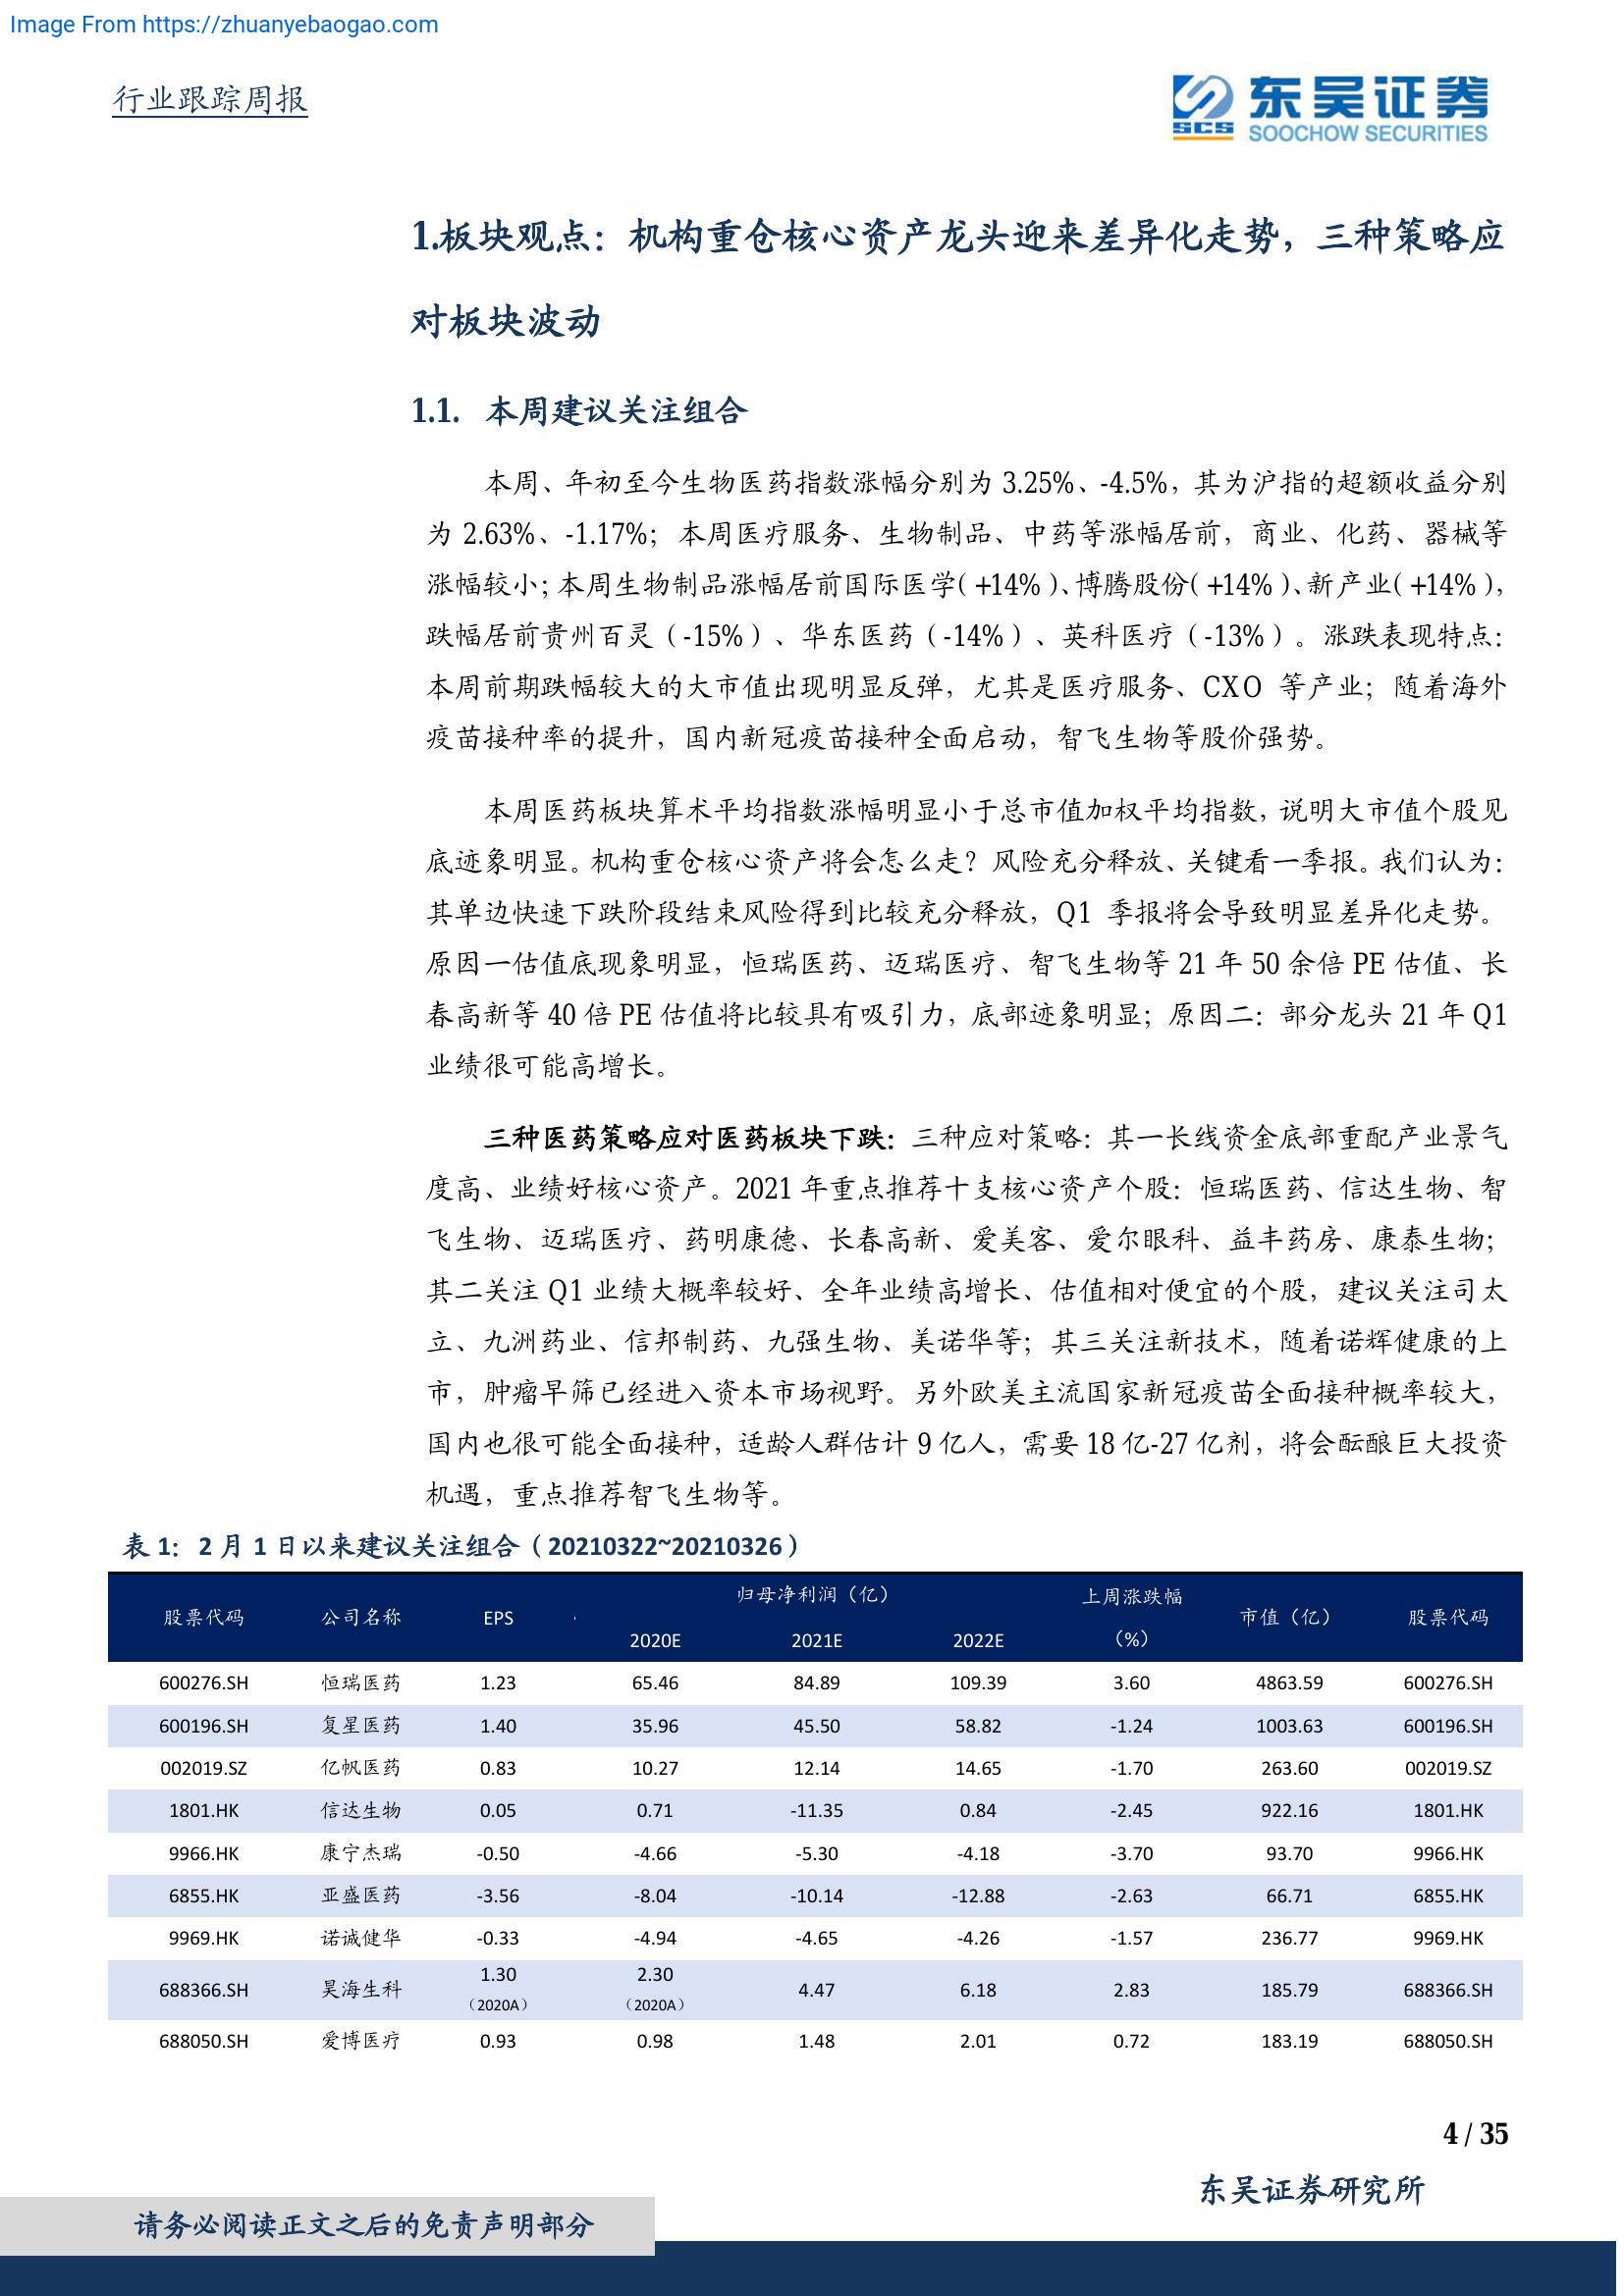 Image From https://zhuanyebaogao.com
行业跟踪周报
SCS 东吴证券
SOOCHOW SECURITIES
1.板块观点：机构重仓核心资产龙头迎来差异化走势，三种策略应
对板块波动
1.1. 本周建议关注组合
本周、年初至今生物医药指数涨幅分别为 3.25%、-4.5%，其为沪指的超额收益分别
为 2.63%、-1.17%；本周医疗服务、生物制品、中药等涨幅居前，商业、化药、器械等
涨幅较小；本周生物制品涨幅居前国际医学（+14%）、博腾股份（+14%）、新产业（+14%），
跌幅居前贵州百灵（-15%）、华东医药（-14%）、英科医疗（-13%）。涨跌表现特点：
本周前期跌幅较大的大市值出现明显反弹，尤其是医疗服务、CXO 等产业；随着海外
疫苗接种率的提升，国内新冠疫苗接种全面启动，智飞生物等股价强势。
本周医药板块算术平均指数涨幅明显小于总市值加权平均指数，说明大市值个股见
底迹象明显。机构重仓核心资产将会怎么走？风险充分释放、关键看一季报。我们认为：
其单边快速下跌阶段结束风险得到比较充分释放，Q1 季报将会导致明显差异化走势。
原因一估值底现象明显，恒瑞医药、迈瑞医疗、智飞生物等 21 年 50 余倍 PE 估值、长
春高新等 40 倍 PE 估值将比较具有吸引力，底部迹象明显；原因二：部分龙头 21 年 Q1
业绩很可能高增长。
三种医药策略应对医药板块下跌：三种应对策略：其一长线资金底部重配产业景气
度高、业绩好核心资产。2021 年重点推荐十支核心资产个股：恒瑞医药、信达生物、智
飞生物、迈瑞医疗、药明康德、长春高新、爱美客、爱尔眼科、益丰药房、康泰生物；
其二关注 Q1 业绩大概率较好、全年业绩高增长、估值相对便宜的个股，建议关注司太
立、九洲药业、信邦制药、九强生物、美诺华等；其三关注新技术，随着诺辉健康的上
市，肿瘤早筛已经进入资本市场视野。另外欧美主流国家新冠疫苗全面接种概率较大，
国内也很可能全面接种，适龄人群估计 9 亿人，需要 18 亿-27 亿剂，将会酝酿巨大投资
机遇，重点推荐智飞生物等。
表 1： 2 月 1 日以来建议关注组合（20210322~20210326）
股票代码 公司名称 EPS 归母净利润（亿） 上周涨跌幅（%） 市值（亿） 股票代码
2020E 2021E 2022E
600276.SH 恒瑞医药 1.23 65.46 84.89 109.39 3.60 4863.59 600276.SH
600196.SH 复星医药 1.40 35.96 45.50 58.82 -1.24 1003.63 600196.SH
002019.SZ 亿帆医药 0.83 10.27 12.14 14.65 -1.70 263.60 002019.SZ
1801.HK 信达生物 0.05 0.71 -11.35 0.84 -2.45 922.16 1801.HK
9966.HK 康宁杰瑞 -0.50 -4.66 -5.30 -4.18 -3.70 93.70 9966.HK
6855.HK 亚盛医药 -3.56 -8.04 -10.14 -12.88 -2.63 66.71 6855.HK
9969.HK 诺诚健华 -0.33 -4.94 -4.65 -4.26 -1.57 236.77 9969.HK
688366.SH 昊海生科 1.30（2020A） 2.30（2020A） 4.47 6.18 2.83 185.79 688366.SH
688050.SH 爱博医疗 0.93 0.98 1.48 2.01 0.72 183.19 688050.SH
4 / 35
东吴证券研究所
请务必阅读正文之后的免责声明部分